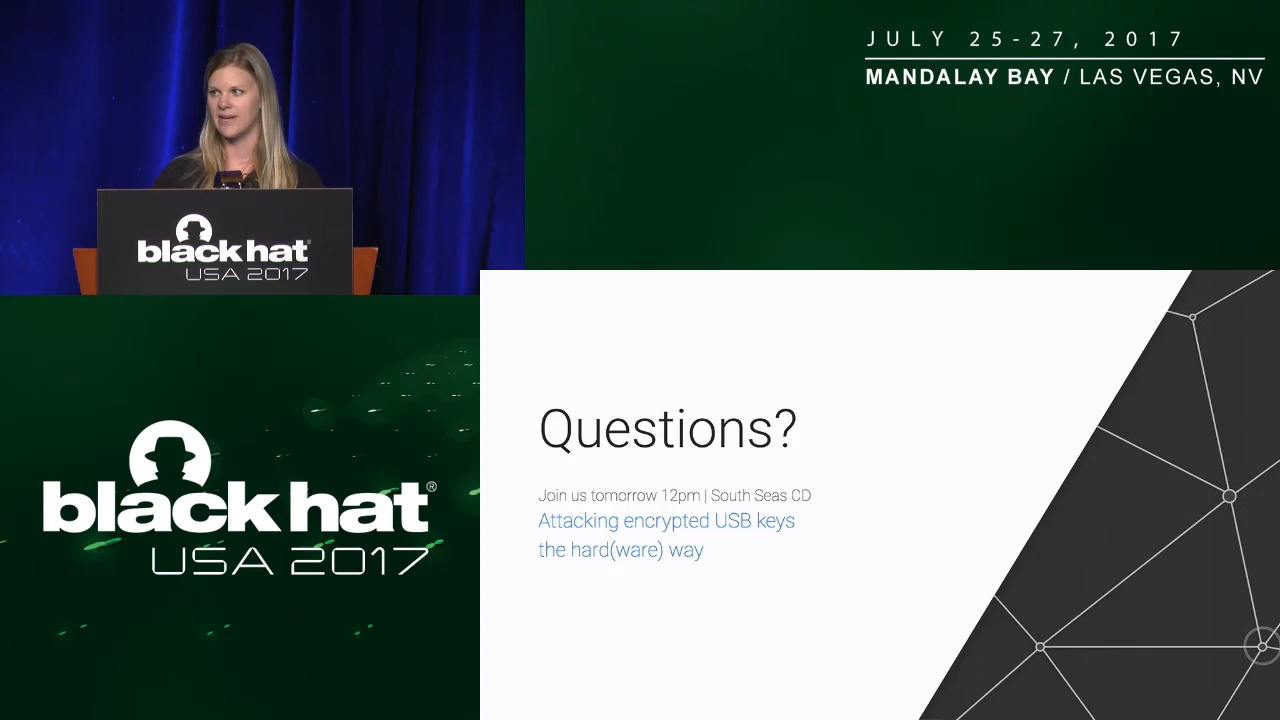 JULY 25-27, 2017
MANDALAY BAY / LAS VEGAS, NV
black hat®
USA 2017
black hat®
USA 2017
Questions?
Join us tomorrow 12pm | South Seas CD
Attacking encrypted USB keys
the hard(ware) way